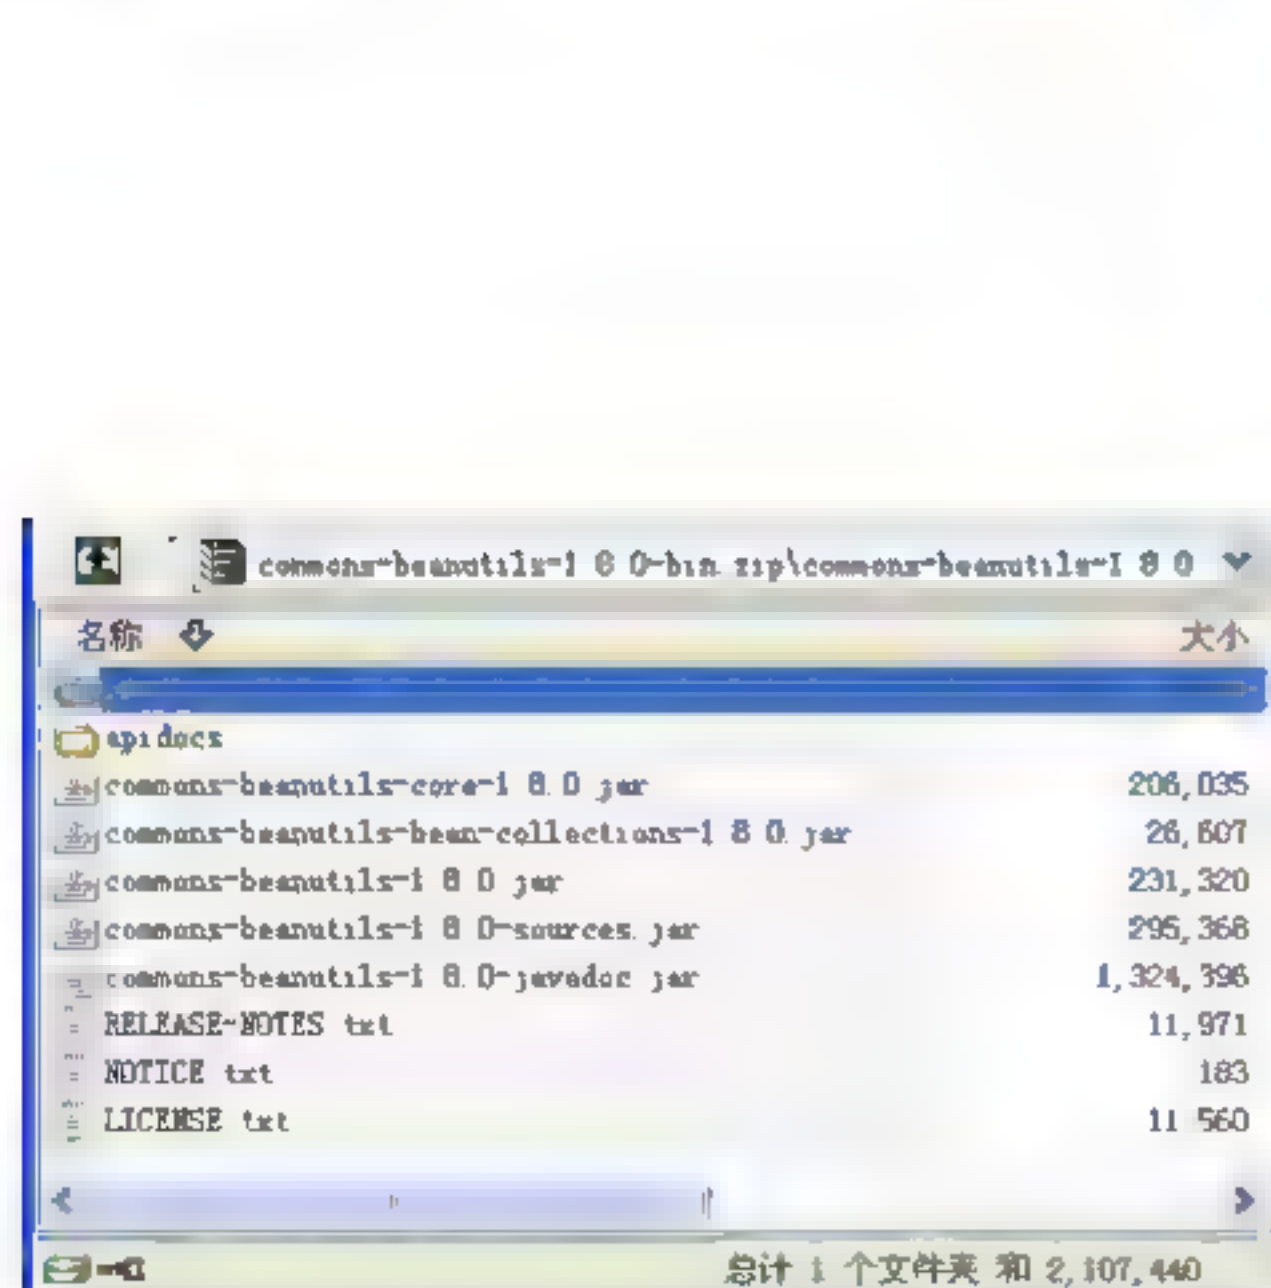 commons-beanutils-1.8.0-bin.zip\commons-beanutils-1.8.0
名称 大小
apidocs
commons-beanutils-core-1.8.0.jar 206,035
commons-beanutils-bean-collections-1.8.0.jar
commons-beanutils-1.8.0.jar 231,320
commons-beanutils-1.8.0-sources.jar 295,368
commons-beanutils-1.8.0-javadoc.jar 1,324,396
RELEASE-NOTES.txt 11,971
NOTICE.txt 183
LICENSE.txt 11,560
总计 1 个文件夹 和 2,107,440